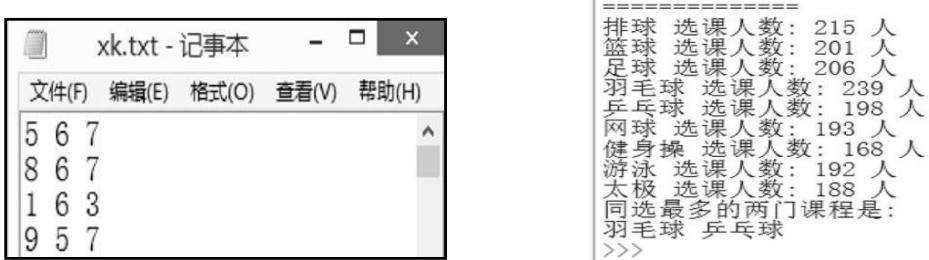 xk.txt - 记事本
文件(F) 编辑(E) 格式(O) 查看(V) 帮助(H)
5 6 7
8 6 7
1 6 3
9 5 7
==============
排球 选课人数: 215 人
篮球 选课人数: 201 人
足球 选课人数: 206 人
羽毛球 选课人数: 239 人
乒乓球 选课人数: 198 人
网球 选课人数: 193 人
健身操 选课人数: 168 人
游泳 选课人数: 192 人
太极 选课人数: 188 人
同选最多的两门课程是:
羽毛球 乒乓球
>>>